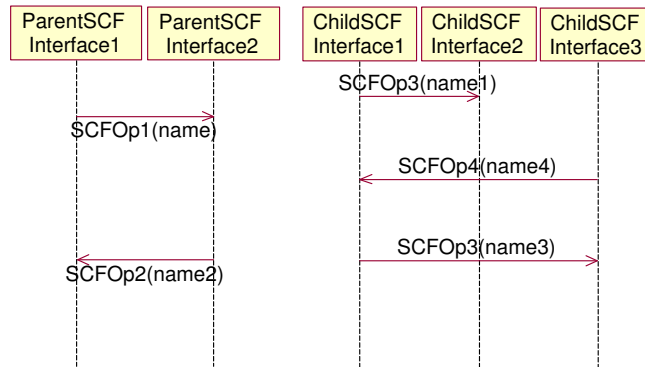 ParentSCF
Interface1
ParentSCF
Interface2
ChildSCF
Interface1
ChildSCF
Interface2
ChildSCF
Interface3
SCFOp3(name1)
SCFOp1(name)
SCFOp4(name4)
SCFOp3(name3)
SCFOp2(name2)